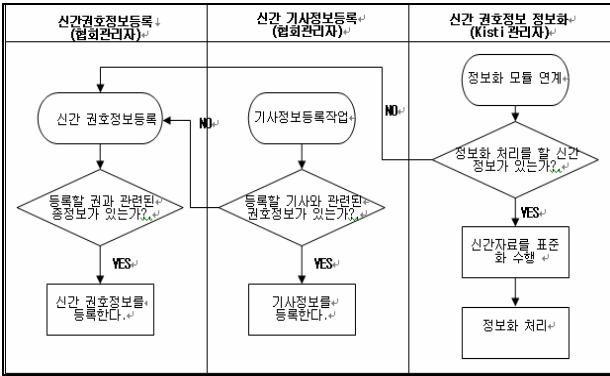 신간권호정보등록
(협회관리자)
신간 기사정보등록
(협회관리자)
신간 권호정보 정보화
(Kisti 관리자)
신간 권호정보등록
등록할 권과 관련된
종정보가 있는가?
YES
신간 권호정보를
등록한다.
NO
기사정보등록작업
등록할 기사와 관련된
권호정보가 있는가?
YES
기사정보를
등록한다.
NO
정보화 모듈 연계
정보화 처리를 할 신간
정보가 있는가?
YES
신간자료를 표준
화 수행
정보화 처리